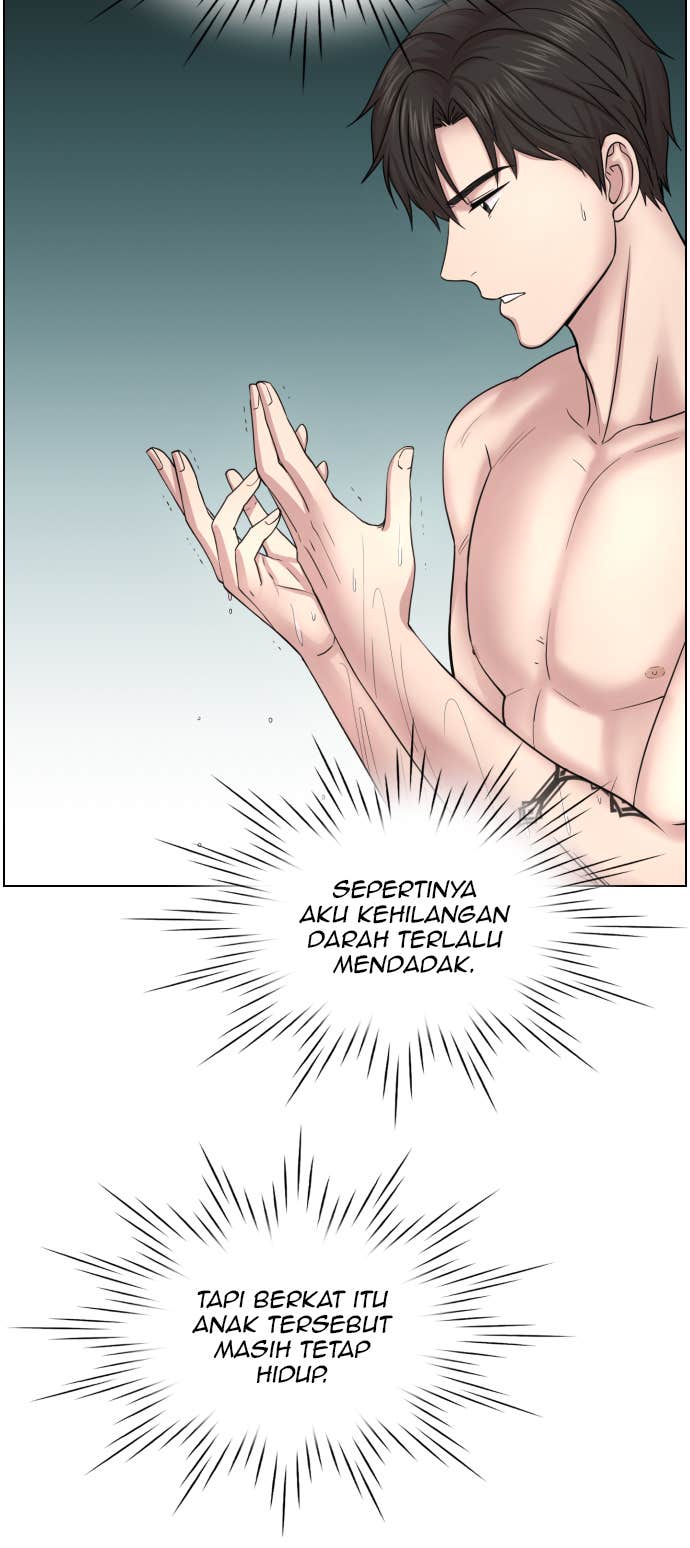 SEPERTINYA
AKU KEHILANGAN
DARAH TERLALU
MENDADAK.
TAPI BERKAT ITU
ANAK TERSEBUT
MASIH TETAP
HIDUP.